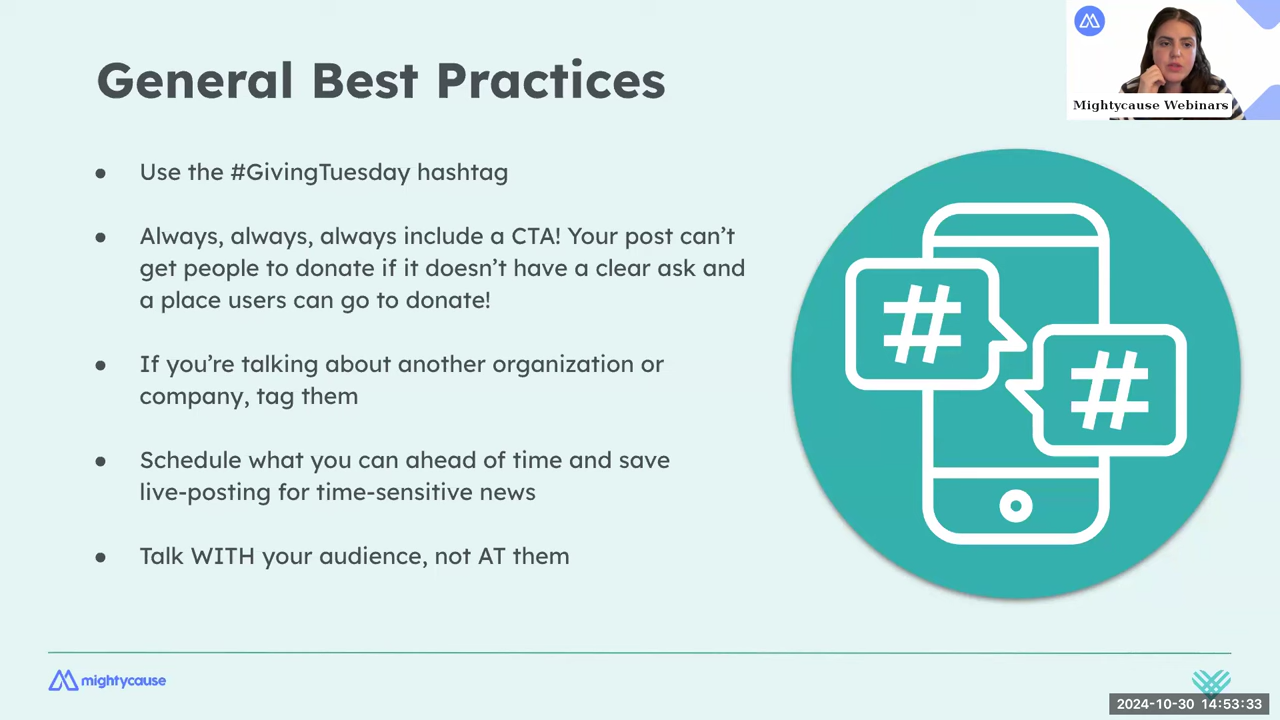 General Best Practices
Mightycause Webinars
● Use the #GivingTuesday hashtag
● Always, always, always include a CTA! Your post can’t
get people to donate if it doesn’t have a clear ask and
a place users can go to donate!
● If you’re talking about another organization or
company, tag them
● Schedule what you can ahead of time and save
live-posting for time-sensitive news
● Talk WITH your audience, not AT them
# #
mightycause
2024-10-30 14:53:33